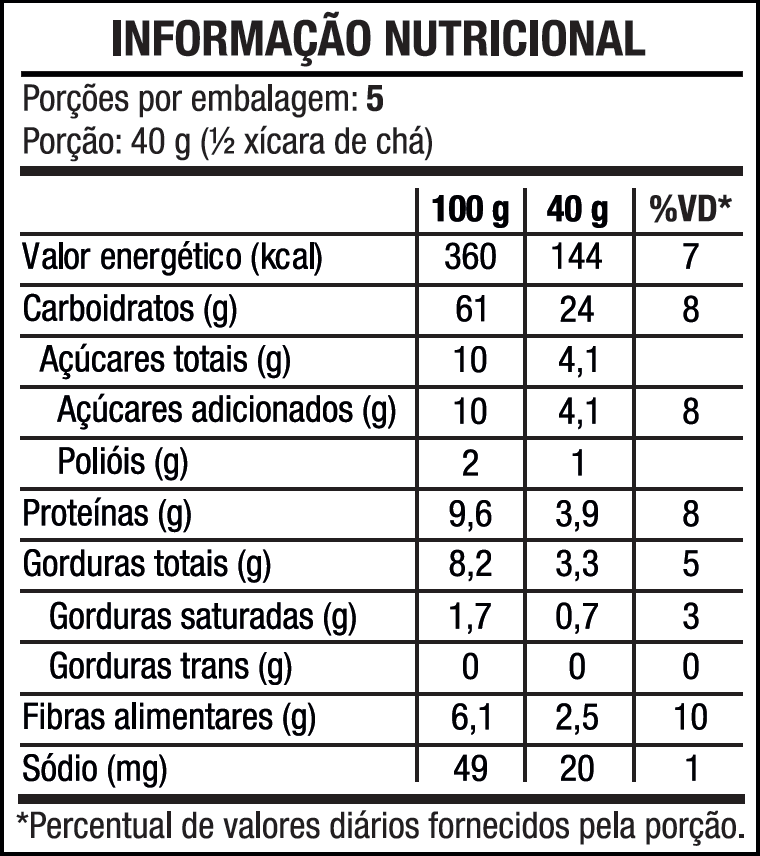 INFORMAÇÃO NUTRICIONAL
Porções por embalagem: 5
Porção: 40 g (½ xícara de chá)
100 g 40 g %VD*
Valor energético (kcal) 360 144 7
Carboidratos (g) 61 24 8
Açúcares totais (g) 10 4,1
Açúcares adicionados (g) 10 4,1 8
Polióis (g) 2 1
Proteínas (g) 9,6 3,9 8
Gorduras totais (g) 8,2 3,3 5
Gorduras saturadas (g) 1,7 0,7 3
Gorduras trans (g) 0 0 0
Fibras alimentares (g) 6,1 2,5 10
Sódio (mg) 49 20 1
*Percentual de valores diários fornecidos pela porção.